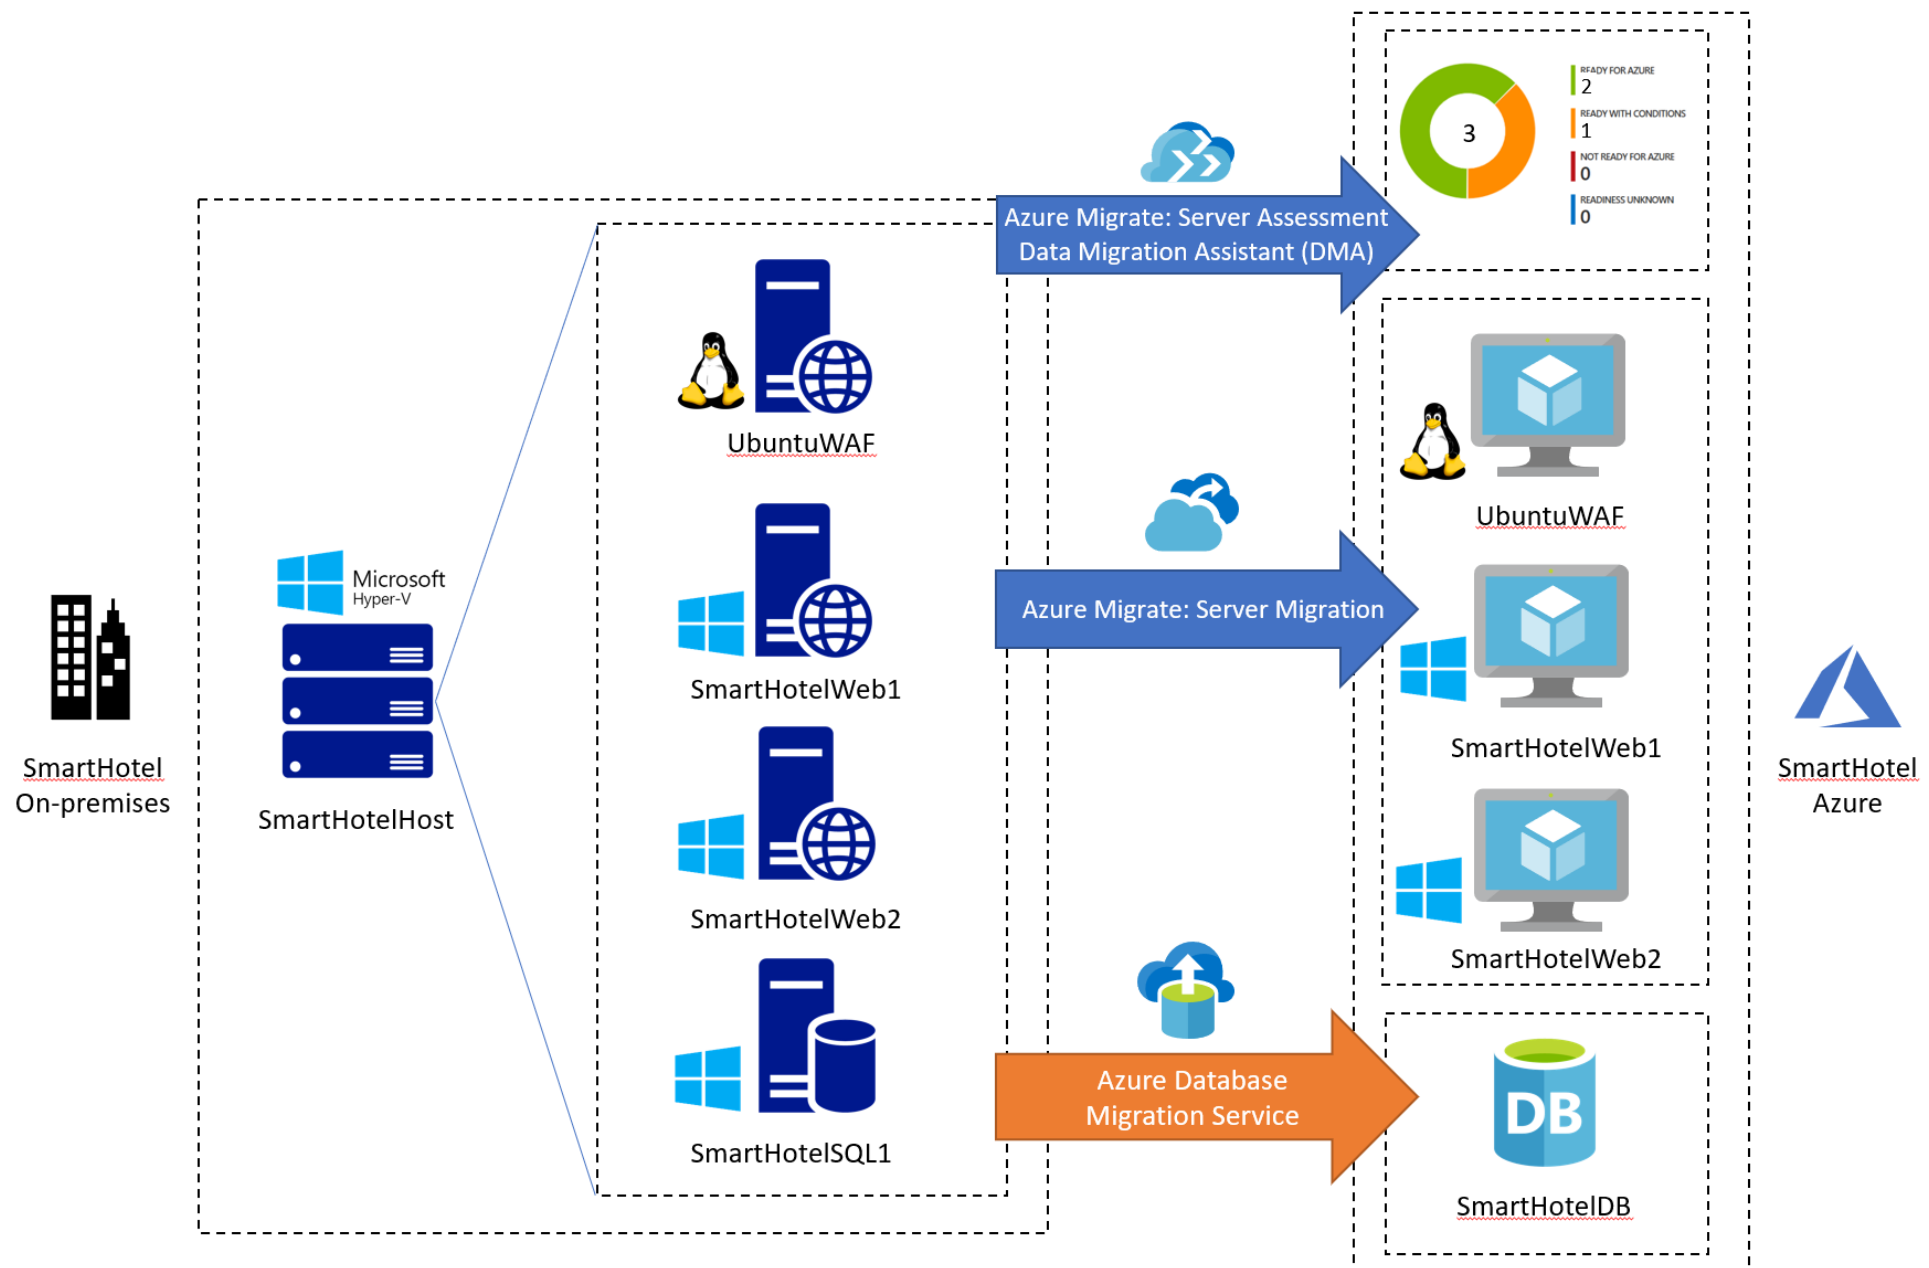 SmartHotel
On-premises
Microsoft
Hyper-V
SmartHotelHost
UbuntuWAF
SmartHotelWeb1
SmartHotelWeb2
SmartHotelSQL1
Azure Migrate: Server Assessment
Data Migration Assistant (DMA)
Azure Migrate: Server Migration
Azure Database
Migration Service
3
READY FOR AZURE
2
READY WITH CONDITIONS
1
NOT READY FOR AZURE
0
READINESS UNKNOWN
0
UbuntuWAF
SmartHotelWeb1
SmartHotelWeb2
DB
SmartHotelDB
SmartHotel
Azure